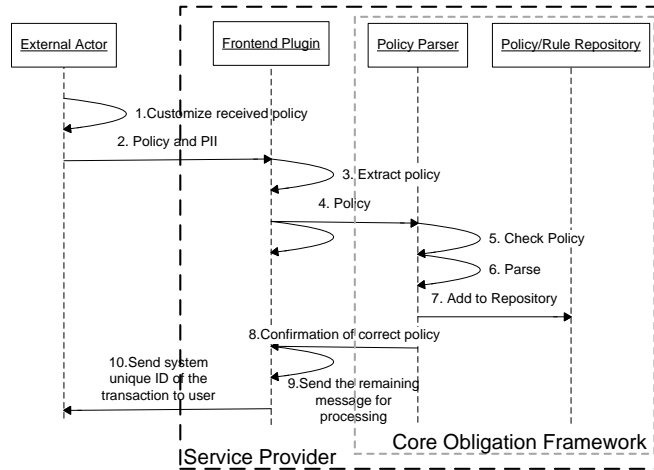 External Actor
Frontend Plugin
Policy Parser
Policy/Rule Repository
1.Customize received policy
2. Policy and PII
3. Extract policy
4. Policy
5. Check Policy
6. Parse
7. Add to Repository
8.Confirmation of correct policy
9.Send the remaining
message for
processing
10.Send system
unique ID of the
transaction to user
Core Obligation Framework
Service Provider